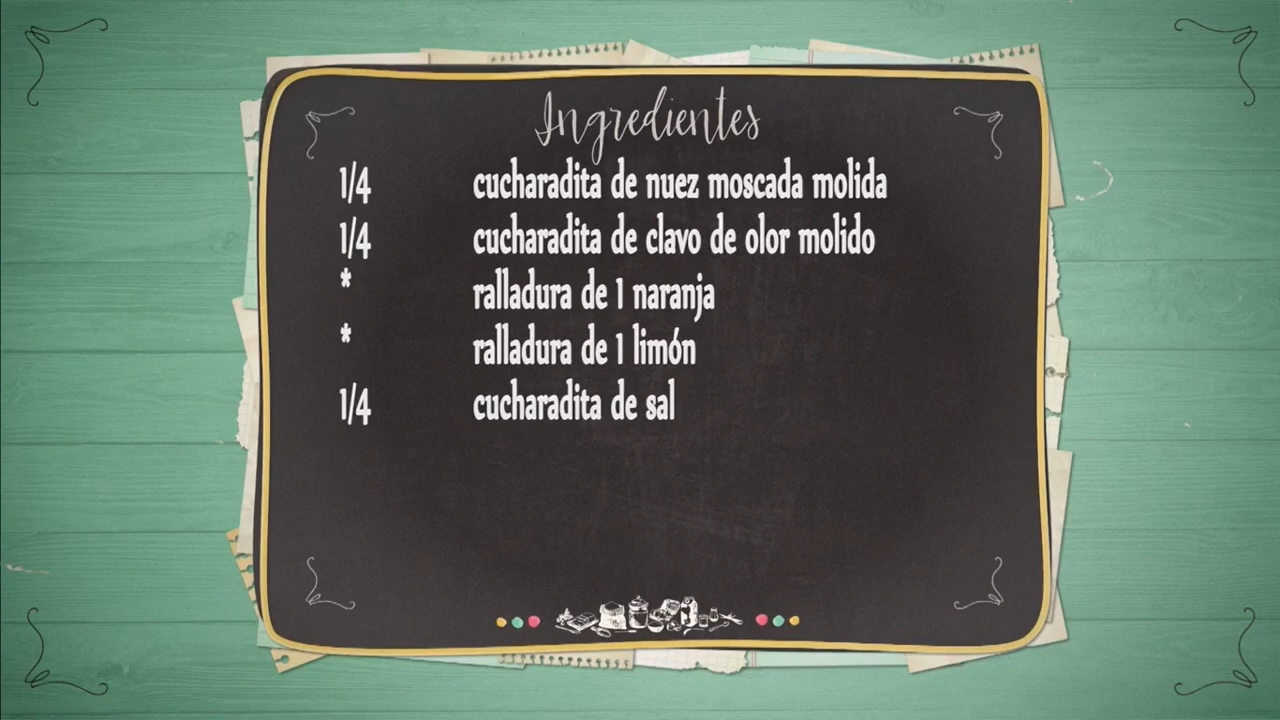 Ingredientes
1/4 cucharadita de nuez moscada molida
1/4 cucharadita de clavo de olor molido
* ralladura de 1 naranja
* ralladura de 1 limón
1/4 cucharadita de sal